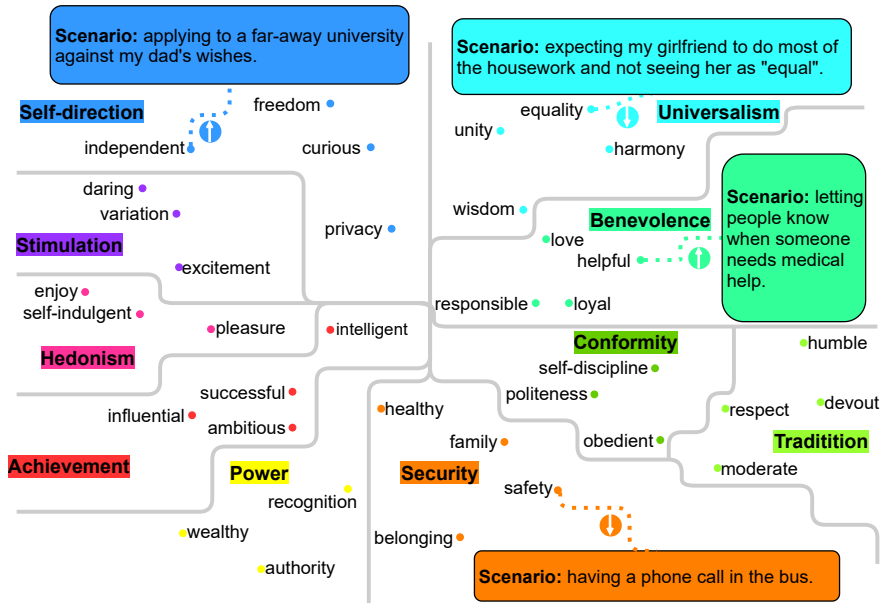 Scenario: applying to a far-away university
against my dad's wishes.
Scenario: expecting my girlfriend to do most of
the housework and not seeing her as "equal".
Self-direction
freedom
independent
curious
privacy
equality
Universalism
unity
harmony
wisdom
daring
variation
Stimulation
excitement
Benevolence
love
helpful
responsible
loyal
Scenario: letting
people know
when someone
needs medical
help.
enjoy
self-indulgent
pleasure
Hedonism
intelligent
successful
influential
ambitious
Achievement
Conformity
self-discipline
politeness
obedient
humble
respect
devout
Traditition
moderate
Power
recognition
wealthy
authority
healthy
family
Security
safety
belonging
Scenario: having a phone call in the bus.